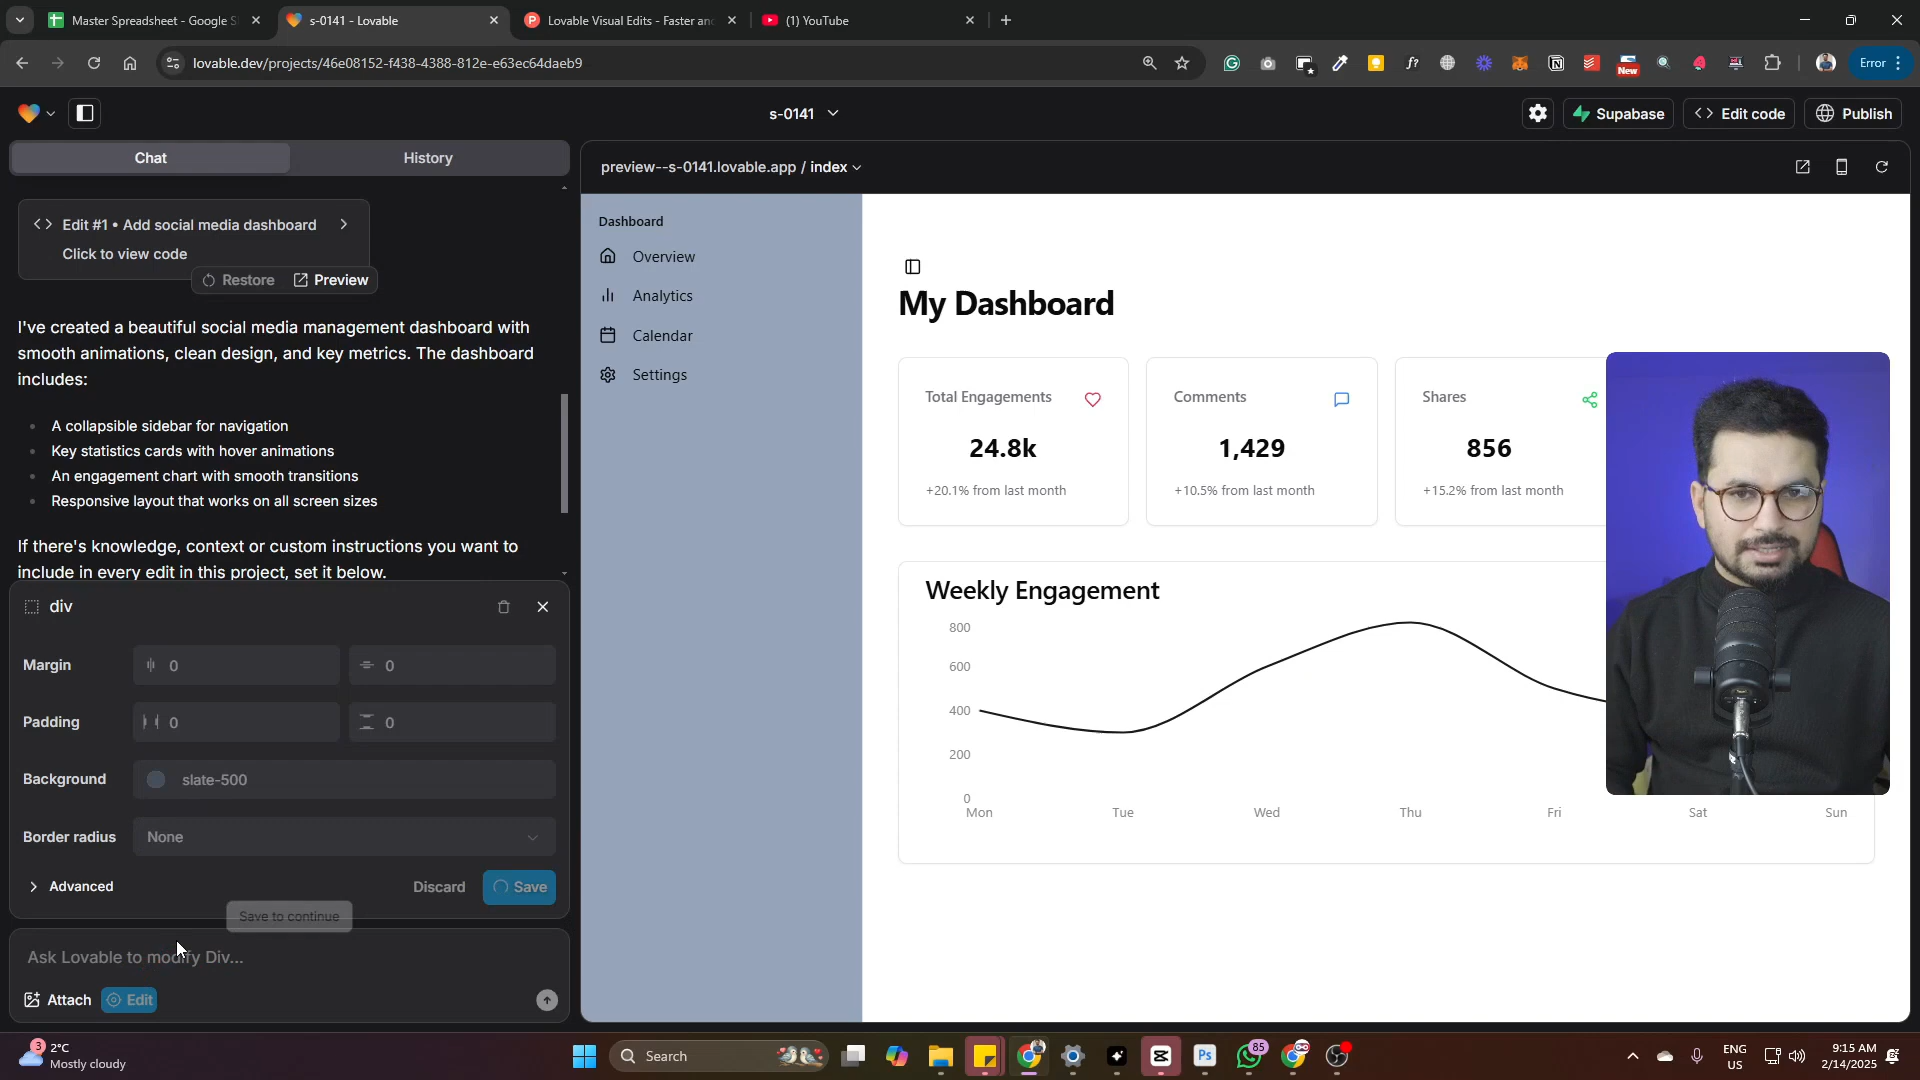 Master Spreadsheet - Google S
s-0141 - Lovable
Lovable Visual Edits - Faster and
(1) YouTube
lovable.dev/projects/46e08152-f438-4388-812e-e63ec64daeb9
New
Error
s-0141
Supabase
Edit code
Publish
Chat
History
preview--s-0141.lovable.app / index
Edit #1 • Add social media dashboard
Click to view code
Restore
Preview
I've created a beautiful social media management dashboard with
smooth animations, clean design, and key metrics. The dashboard
includes:
A collapsible sidebar for navigation
Key statistics cards with hover animations
An engagement chart with smooth transitions
Responsive layout that works on all screen sizes
If there's knowledge, context or custom instructions you want to
include in every edit in this project, set it below.
div
Margin
0
0
Padding
0
0
Background
slate-500
Border radius
None
Advanced
Discard
Save
Save to continue
Ask Lovable to modify Div...
Attach
Edit
Dashboard
Overview
Analytics
Calendar
Settings
My Dashboard
Total Engagements
24.8k
+20.1% from last month
Comments
1,429
+10.5% from last month
Shares
856
+15.2% from last month
Weekly Engagement
800
600
400
200
0
Mon
Tue
Wed
Thu
Fri
Sat
Sun
3
2°C
Mostly cloudy
Search
Ps
85
ENG
US
9:15 AM
2/14/2025